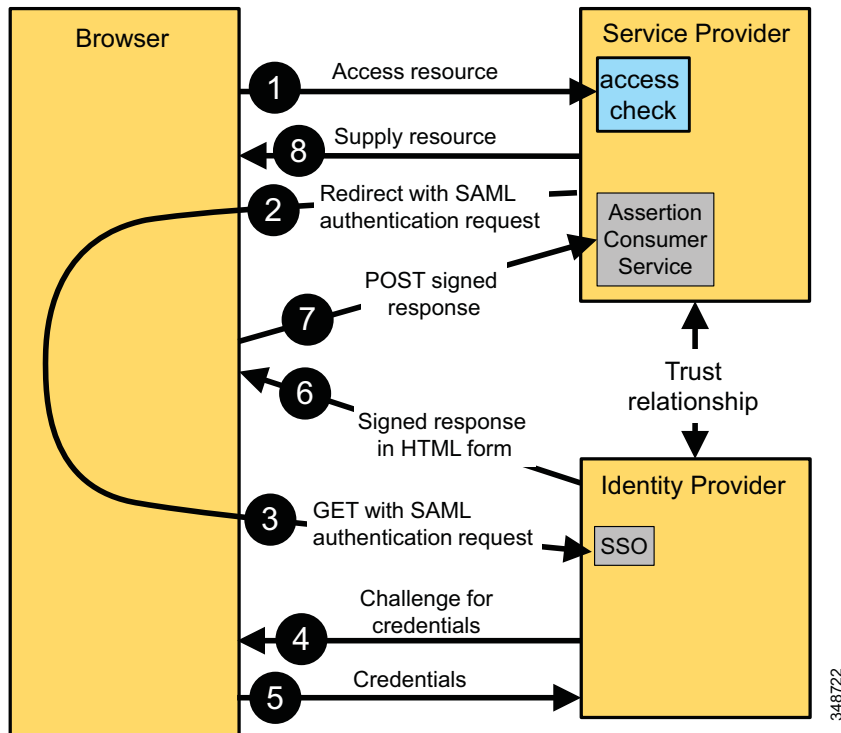 Browser
Service Provider
1
Access resource
access
check
8
Supply resource
2
Redirect with SAML
authentication request
Assertion
Consumer
Service
7
POST signed
response
6
Signed response
in HTML form
Trust
relationship
Identity Provider
3
GET with SAML
authentication request
SSO
4
Challenge for
credentials
5
Credentials
348722